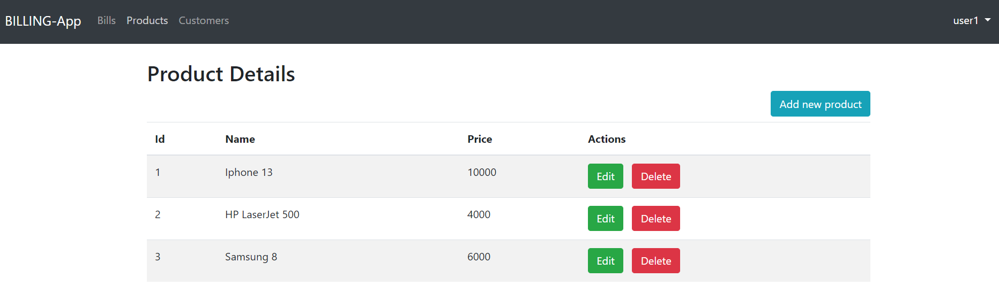 BILLING-App Bills Products Customers user1
Product Details
Add new product
Id Name Price Actions
1 Iphone 13 10000 Edit Delete
2 HP LaserJet 500 4000 Edit Delete
3 Samsung 8 6000 Edit Delete